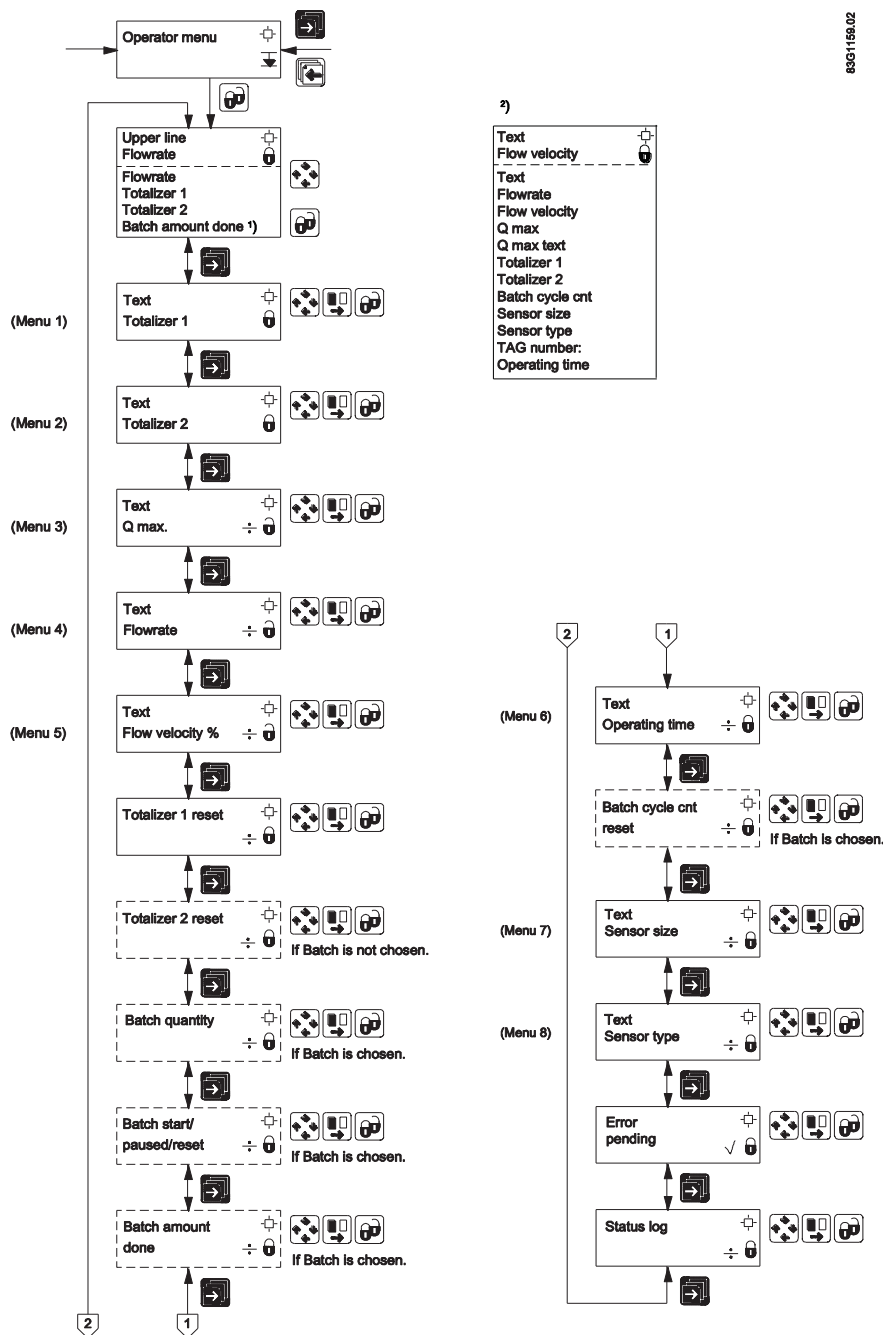 83G1159.02
Operator menu
Upper line
Flowrate
Flowrate
Totalizer 1
Totalizer 2
Batch amount done ¹)
(Menu 1)
Text
Totalizer 1
(Menu 2)
Text
Totalizer 2
(Menu 3)
Text
Q max.
÷
(Menu 4)
Text
Flowrate
÷
(Menu 5)
Text
Flow velocity %
÷
Totalizer 1 reset
÷
Totalizer 2 reset
÷
If Batch is not chosen.
Batch quantity
÷
If Batch is chosen.
Batch start/
paused/reset
÷
If Batch is chosen.
Batch amount
done
÷
If Batch is chosen.
2
1
²)
Text
Flow velocity
Text
Flowrate
Flow velocity
Q max
Q max text
Totalizer 1
Totalizer 2
Batch cycle cnt
Sensor size
Sensor type
TAG number:
Operating time
2
1
(Menu 6)
Text
Operating time
÷
Batch cycle cnt
reset
÷
If Batch is chosen.
(Menu 7)
Text
Sensor size
÷
(Menu 8)
Text
Sensor type
÷
Error
pending
√
Status log
÷